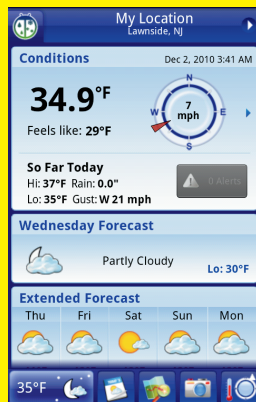 My Location
Lawnside, NJ
Conditions Dec 2, 2010 3:41 AM
34.9°F
Feels like: 29°F
N
W 7 mph E
S
So Far Today
Hi: 37°F Rain: 0.0"
Lo: 35°F Gust: W 21 mph
0 Alerts
Wednesday Forecast
Partly Cloudy
Lo: 30°F
Extended Forecast
Thu Fri Sat Sun Mon
35°F